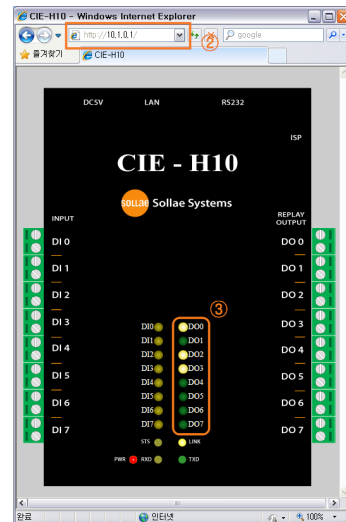 CIE-H10 - Windows Internet Explorer
http://10,1,0,1/
②
google
즐겨찾기
CIE-H10
DC5V LAN RS232
ISP
CIE - H10
SOLLAE Sollae Systems
INPUT
REPLAY
OUTPUT
DI 0
DO 0
DI 1
DO 1
DI 2
DO 2
③
DI 3
DO 3
DI 4
DO 4
DI 5
DO 5
DI 6
DO 6
DI 7
DO 7
DI0 DO0
DI1 DO1
DI2 DO2
DI3 DO3
DI4 DO4
DI5 DO5
DI6 DO6
DI7 DO7
STS LINK
PWR RXD TXD
완료
인터넷
100%